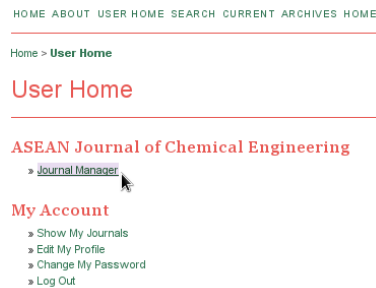 HOME ABOUT USER HOME SEARCH CURRENT ARCHIVES HOME
Home > User Home
User Home
ASEAN Journal of Chemical Engineering
» Journal Manager
My Account
» Show My Journals
» Edit My Profile
» Change My Password
» Log Out